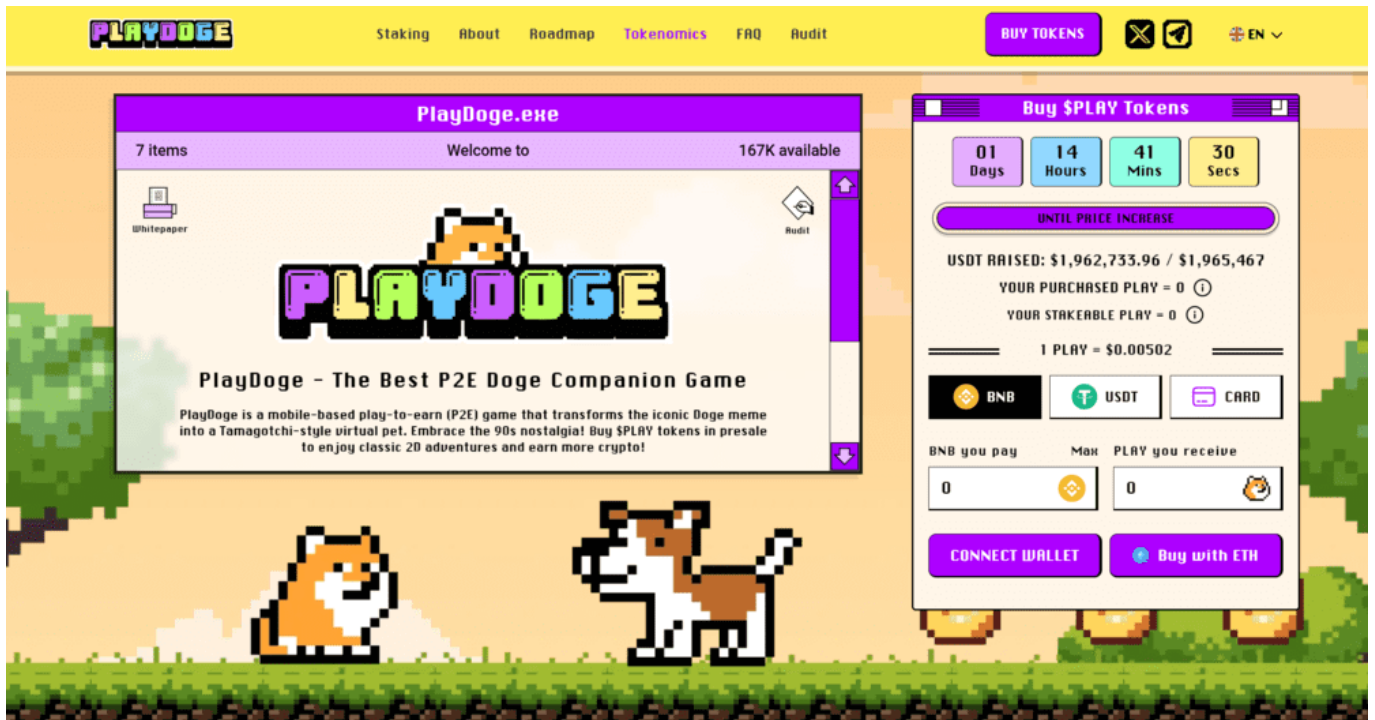 PLAYDOGE
Staking About Roadmap Tokenomics FAQ Audit
BUY TOKENS
EN
PlayDoge.exe
7 items Welcome to 167K available
Whitepaper
Audit
PLAYDOGE
PlayDoge - The Best P2E Doge Companion Game
PlayDoge is a mobile-based play-to-earn (P2E) game that transforms the iconic Doge meme
into a Tamagotchi-style virtual pet. Embrace the 90s nostalgia! Buy $PLAY tokens in presale
to enjoy classic 2D adventures and earn more crypto!
Buy $PLAY Tokens
01 14 41 30
Days Hours Mins Secs
UNTIL PRICE INCREASE
USDT RAISED: $1,962,733.96 / $1,965,467
YOUR PURCHASED PLAY = 0
YOUR STAKEABLE PLAY = 0
1 PLAY = $0.00502
BNB USDT CARD
BNB you pay Max PLAY you receive
0 0
CONNECT WALLET Buy with ETH